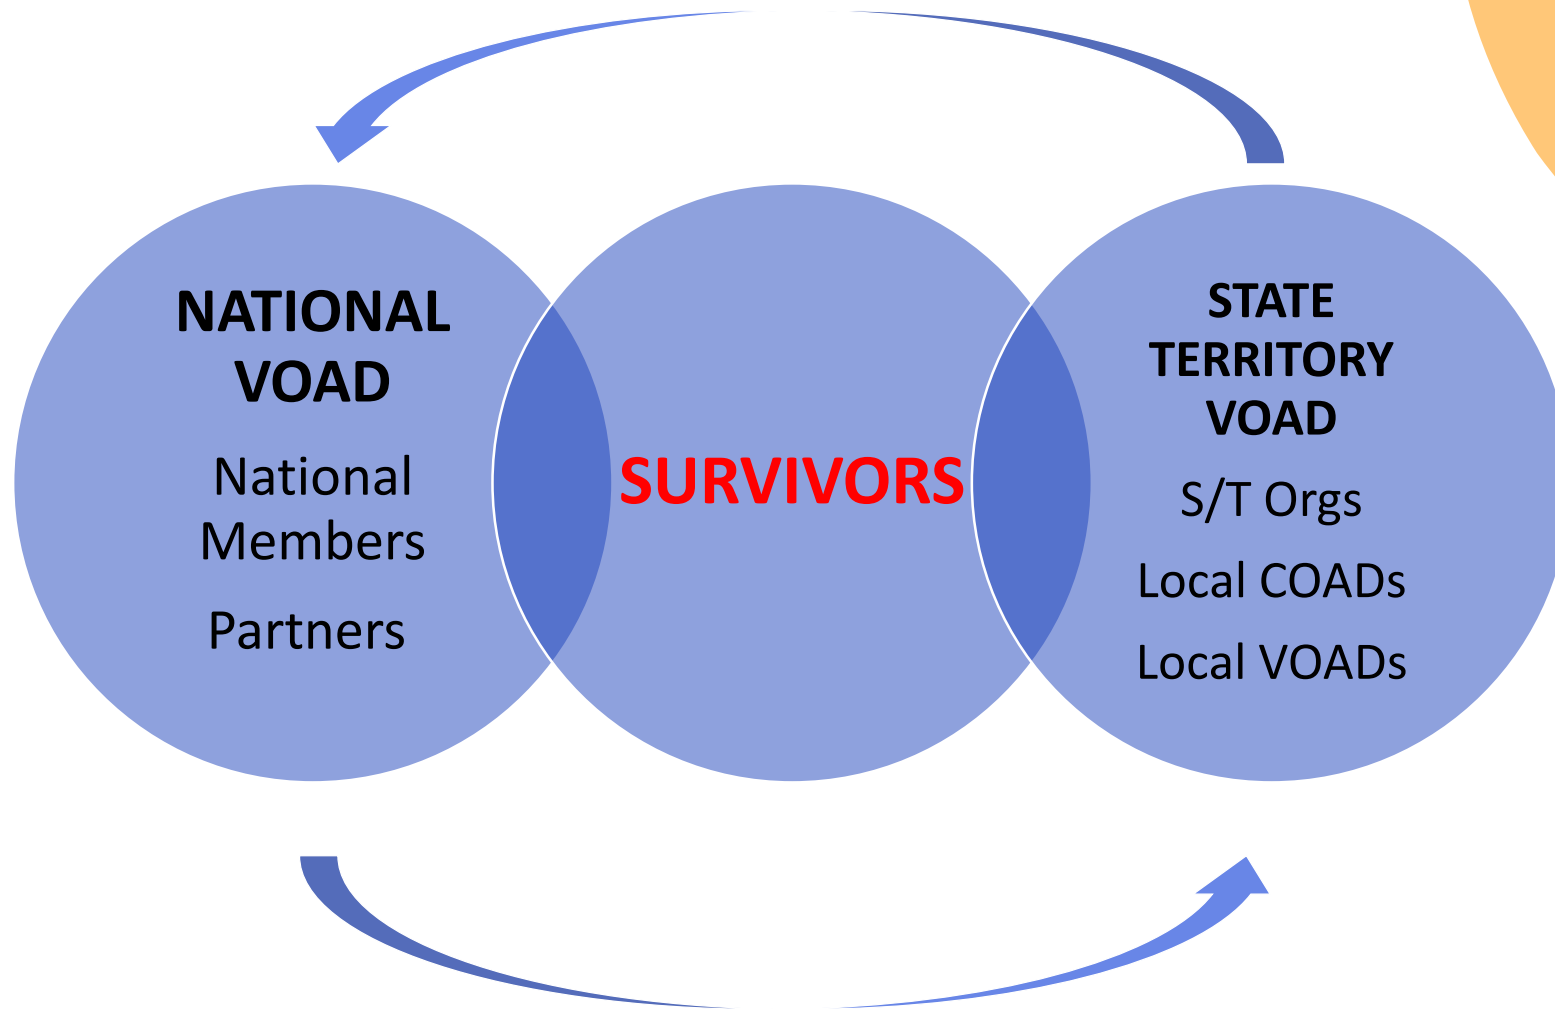 NATIONAL
VOAD
National
Members
Partners
SURVIVORS
STATE
TERRITORY
VOAD
S/T Orgs
Local COADs
Local VOADs